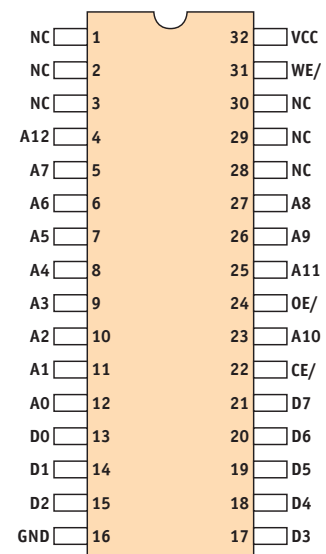 NC 1 32 VCC
NC 2 31 WE/
NC 3 30 NC
A12 4 29 NC
A7 5 28 NC
A6 6 27 A8
A5 7 26 A9
A4 8 25 A11
A3 9 24 OE/
A2 10 23 A10
A1 11 22 CE/
A0 12 21 D7
D0 13 20 D6
D1 14 19 D5
D2 15 18 D4
GND 16 17 D3